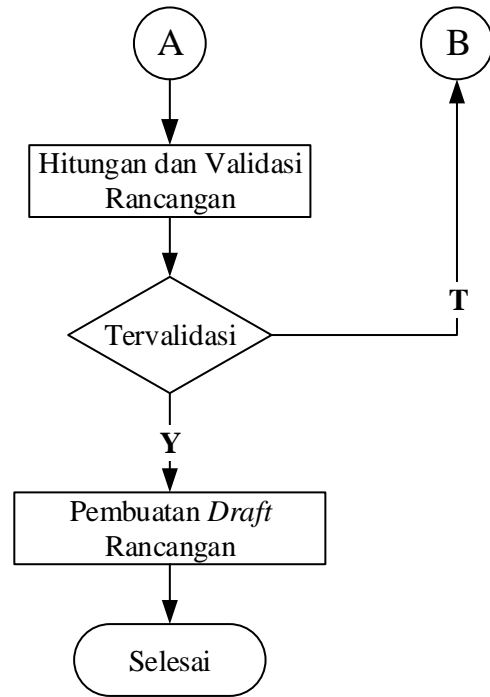 A
B
Hitungan dan Validasi
Rancangan
T
Tervalidasi
Y
Pembuatan Draft
Rancangan
Selesai